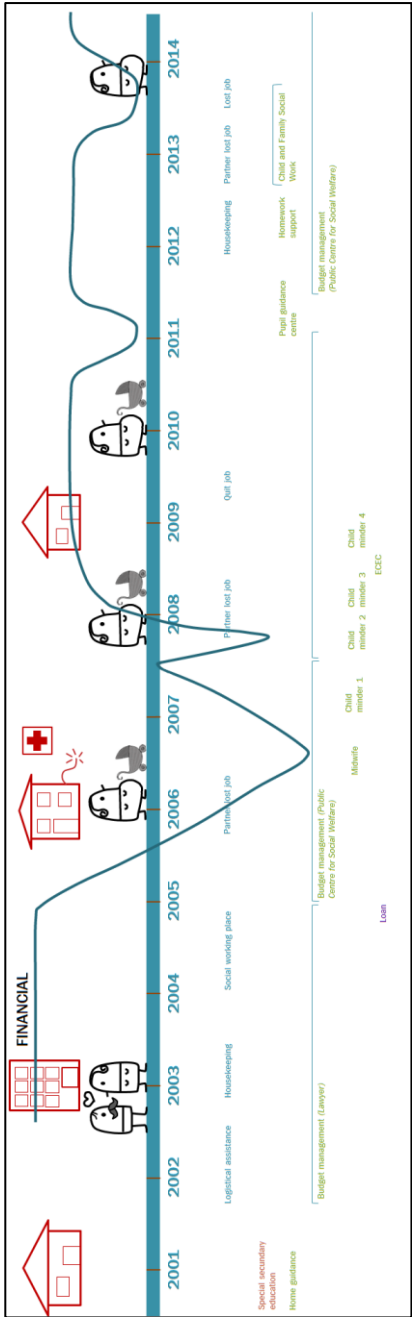 FINANCIAL
2001
2002
2003
2004
2005
2006
2007
2008
2009
2010
2011
2012
2013
2014
Logistical assistance
Housekeeping
Social working place
Partner lost job
Partner lost job
Quit job
Housekeeping
Partner lost job
Lost job
Special secundary
education
Home guidance
Pupil guidance
centre
Homework
support
Child and Family Social
Work
Budget management (Lawyer)
Budget management (Public
Centre for Social Welfare)
Budget management
(Public Centre for Social Welfare)
Midwife
Child
minder 1
Child
minder 2
Child
minder 3
Child
minder 4
ECEC
Loan